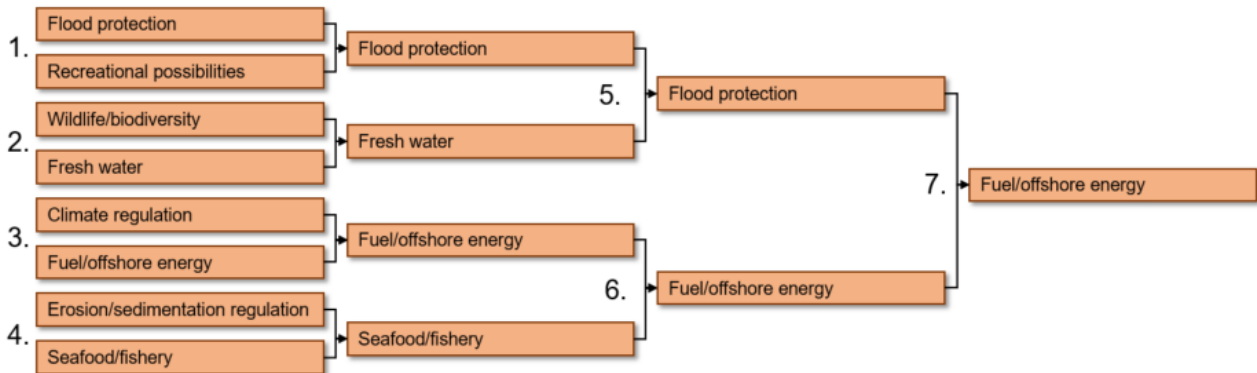 1.
Flood protection
Recreational possibilities
2.
Wildlife/biodiversity
Fresh water
3.
Climate regulation
Fuel/offshore energy
4.
Erosion/sedimentation regulation
Seafood/fishery
Flood protection
Fresh water
Fuel/offshore energy
Seafood/fishery
5.
Flood protection
6.
Fuel/offshore energy
7.
Fuel/offshore energy